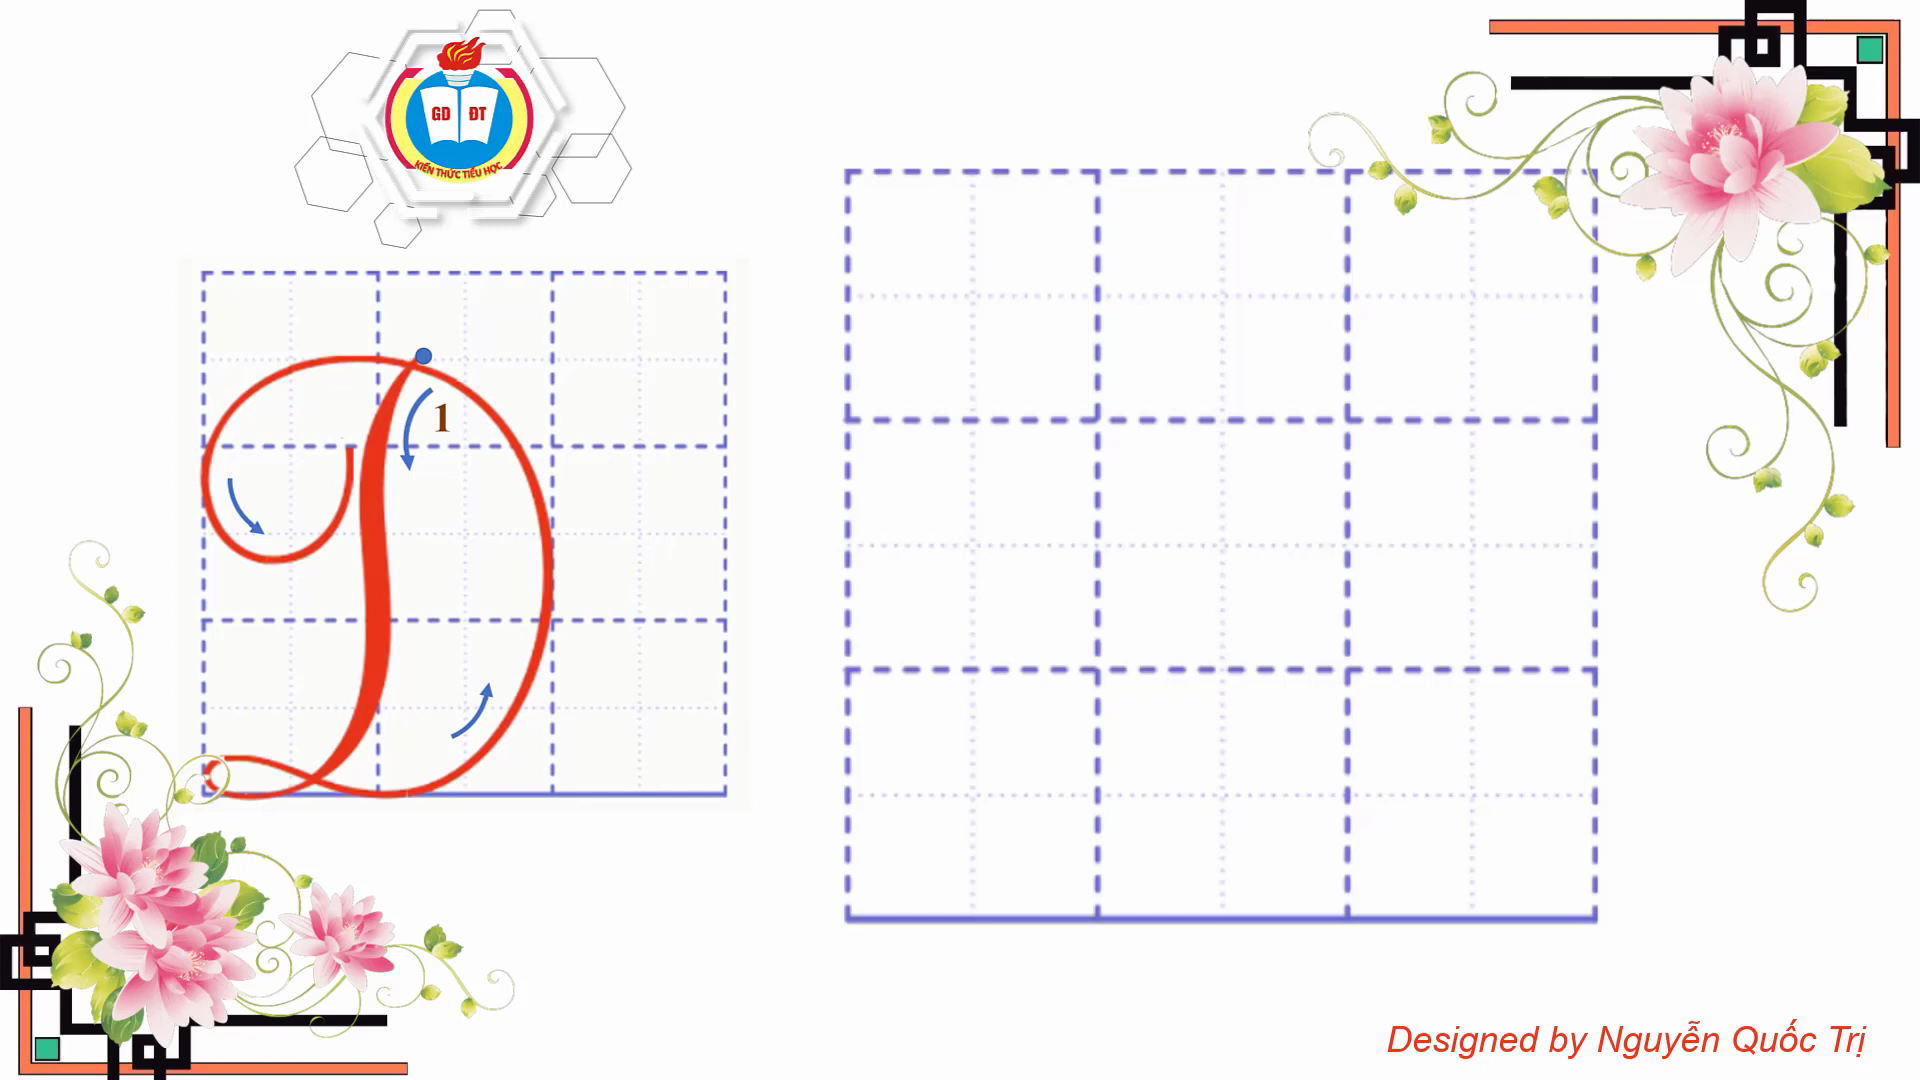 GD ĐT
KIẾN THỨC TIỂU HỌC
D
1
Designed by Nguyễn Quốc Trị